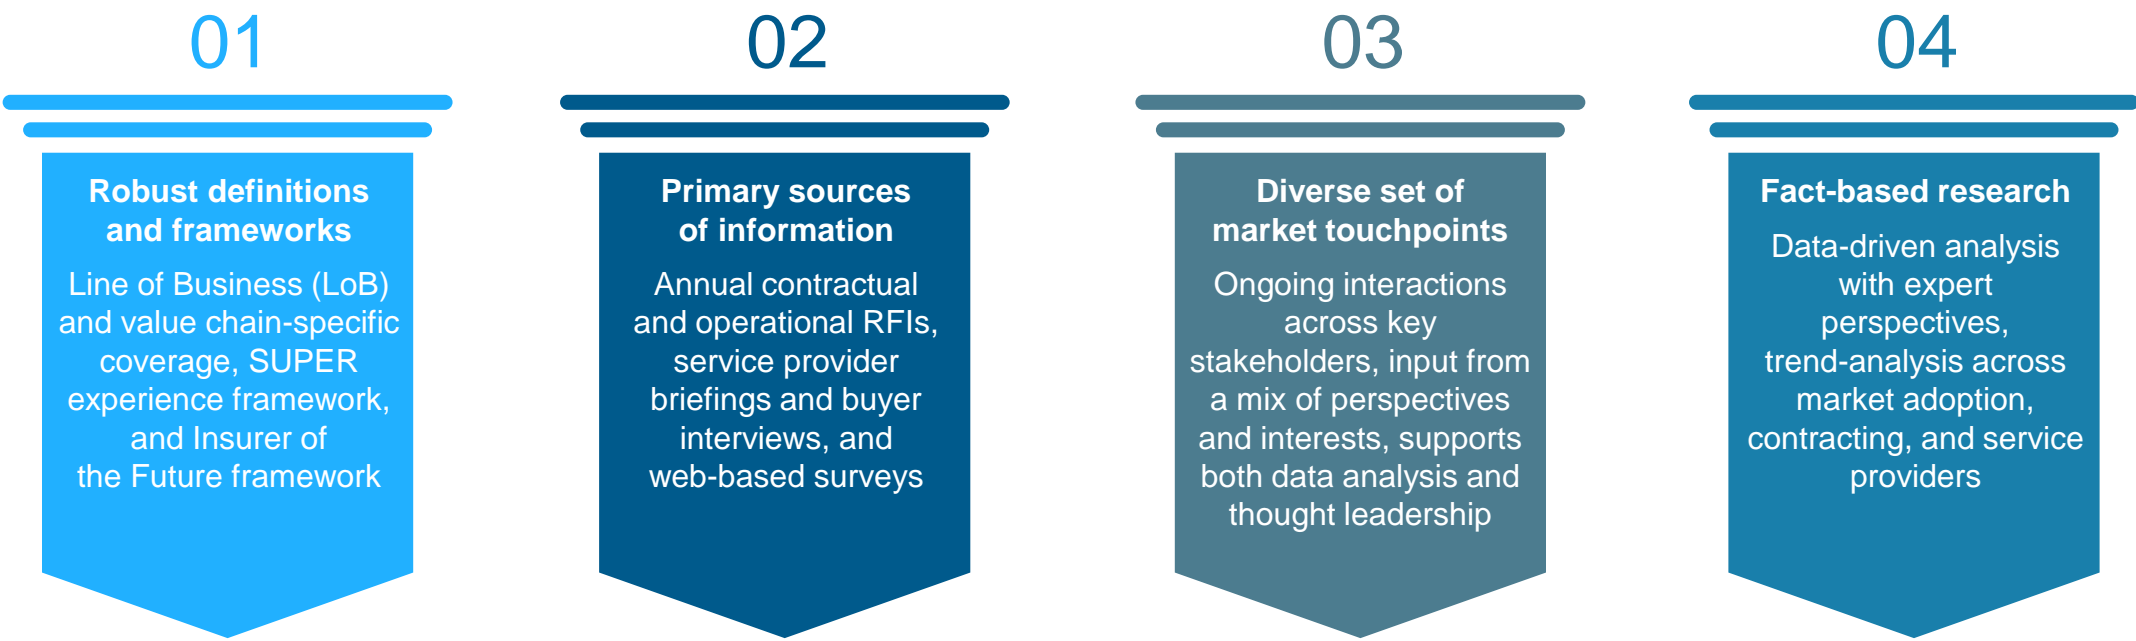 01
Robust definitions
and frameworks
Line of Business (LoB)
and value chain-specific
coverage, SUPER
experience framework,
and Insurer of
the Future framework
02
Primary sources
of information
Annual contractual
and operational RFIs,
service provider
briefings and buyer
interviews, and
web-based surveys
03
Diverse set of
market touchpoints
Ongoing interactions
across key
stakeholders, input from
a mix of perspectives
and interests, supports
both data analysis and
thought leadership
04
Fact-based research
Data-driven analysis
with expert
perspectives,
trend-analysis across
market adoption,
contracting, and service
providers